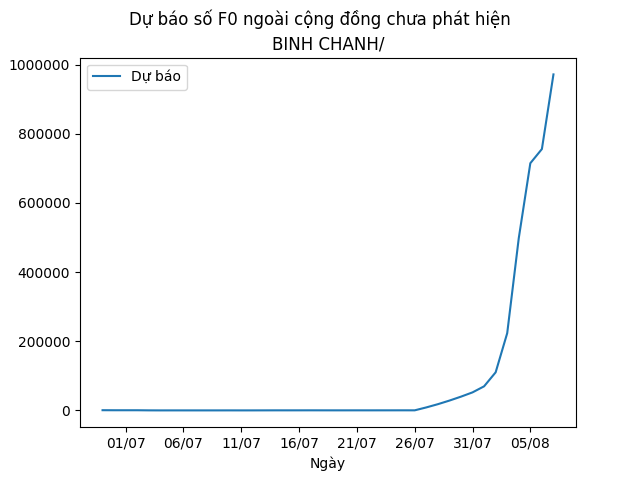 Dự báo số F0 ngoài cộng đồng chưa phát hiện
BINH CHANH/
Dự báo
1000000
800000
600000
400000
200000
0
01/07 06/07 11/07 16/07 21/07 26/07 31/07 05/08
Ngày